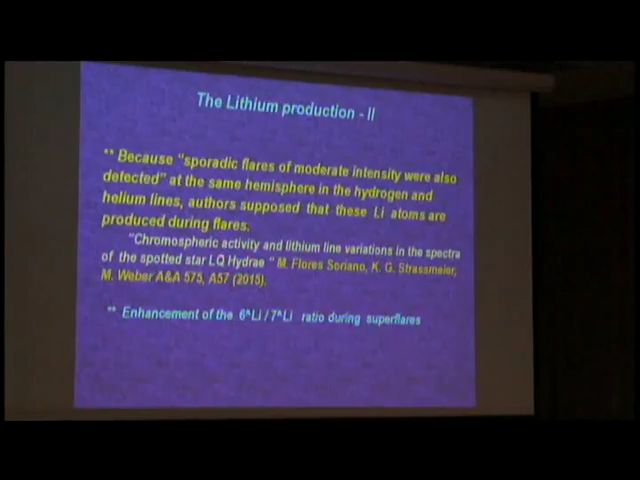 The Lithium production - II
** Because "sporadic flares of moderate intensity were also
detected" at the same hemisphere in the hydrogen and
helium lines, authors supposed that these Li atoms are
produced during flares.
"Chromospheric activity and lithium line variations in the spectra
of the spotted star LQ Hydrae " M. Flores Soriano, K. G. Strassmeier,
M. Weber A&A 575, A57 (2015).
** Enhancement of the 6^Li / 7^Li ratio during superflares